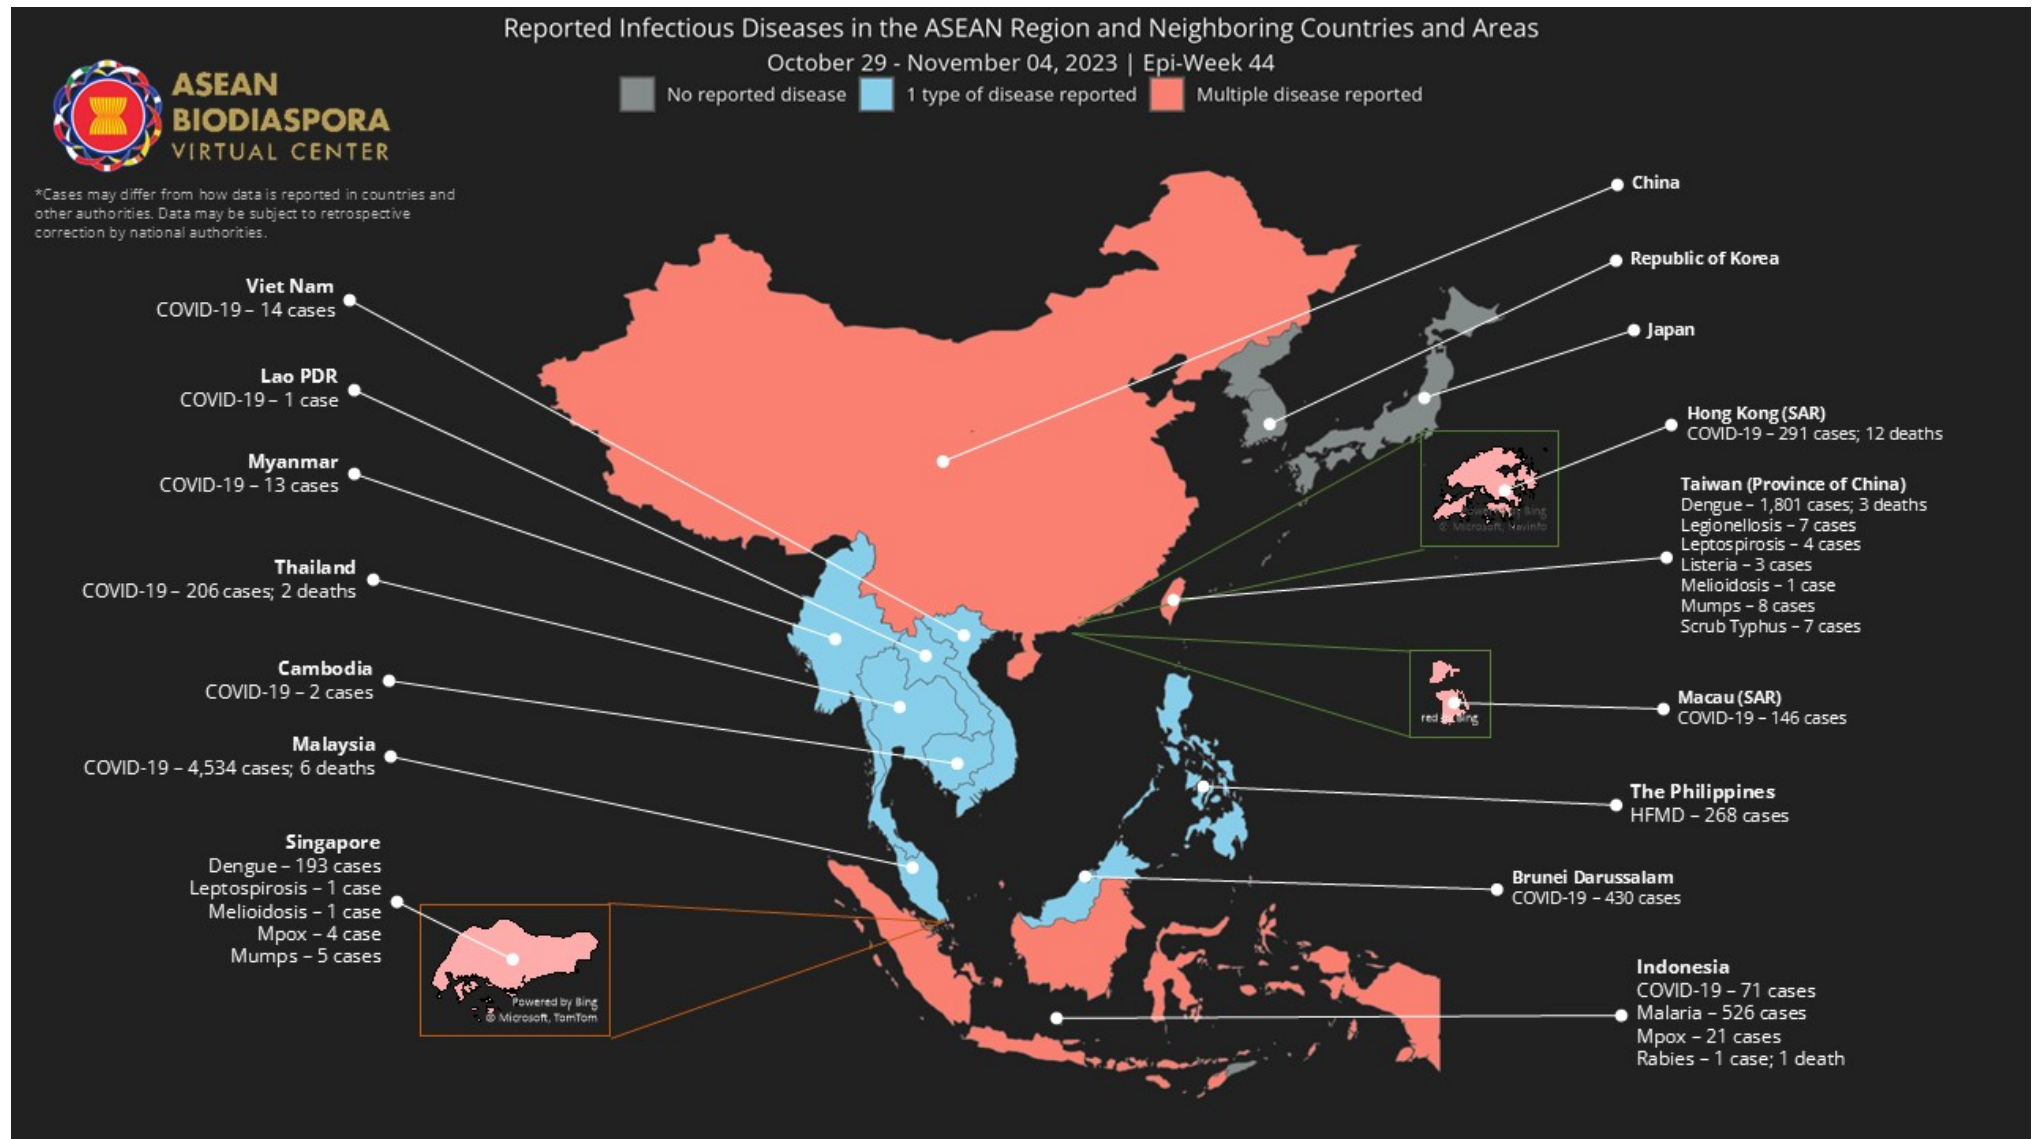 Reported Infectious Diseases in the ASEAN Region and Neighboring Countries and Areas
October 29 - November 04, 2023 | Epi-Week 44
No reported disease
1 type of disease reported
Multiple disease reported
ASEAN
BIODIASPORA
VIRTUAL CENTER
*Cases may differ from how data is reported in countries and
other authorities. Data may be subject to retrospective
correction by national authorities.
Viet Nam
COVID-19 – 14 cases
Lao PDR
COVID-19 – 1 case
Myanmar
COVID-19 – 13 cases
Thailand
COVID-19 – 206 cases; 2 deaths
Cambodia
COVID-19 – 2 cases
Malaysia
COVID-19 – 4,534 cases; 6 deaths
Singapore
Dengue – 193 cases
Leptospirosis – 1 case
Melioidosis – 1 case
Mpox – 4 case
Mumps – 5 cases
Powered by Bing
© Microsoft, TomTom
China
Republic of Korea
Japan
Hong Kong (SAR)
COVID-19 – 291 cases; 12 deaths
Bing
© Microsoft, Navinfo
Taiwan (Province of China)
Dengue – 1,801 cases; 3 deaths
Legionellosis – 7 cases
Leptospirosis – 4 cases
Listeria – 3 cases
Melioidosis – 1 case
Mumps – 8 cases
Scrub Typhus – 7 cases
Macau (SAR)
COVID-19 – 146 cases
red Bing
The Philippines
HFMD – 268 cases
Brunei Darussalam
COVID-19 – 430 cases
Indonesia
COVID-19 – 71 cases
Malaria – 526 cases
Mpox – 21 cases
Rabies – 1 case; 1 death